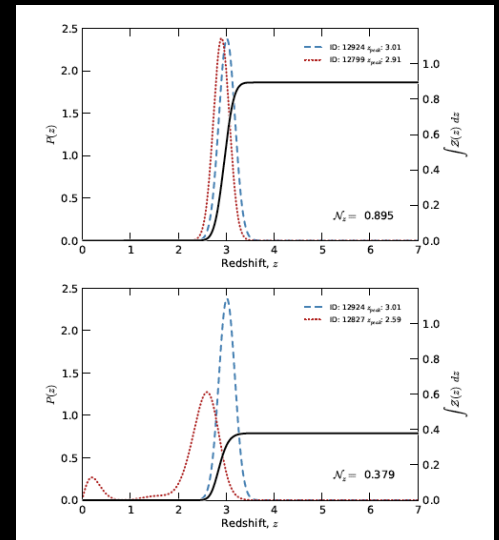 2.5
2.0
1.5
1.0
0.5
0.0
P(z)
ID: 12924 z_peak: 3.01
ID: 12799 z_peak: 2.91
1.0
0.8
0.6
0.4
0.2
0.0
∫ Z(z) dz
𝒩_z = 0.895
0 1 2 3 4 5 6 7
Redshift, z
2.5
2.0
1.5
1.0
0.5
0.0
P(z)
ID: 12924 z_peak: 3.01
ID: 12827 z_peak: 2.59
1.0
0.8
0.6
0.4
0.2
0.0
∫ Z(z) dz
𝒩_z = 0.379
0 1 2 3 4 5 6 7
Redshift, z